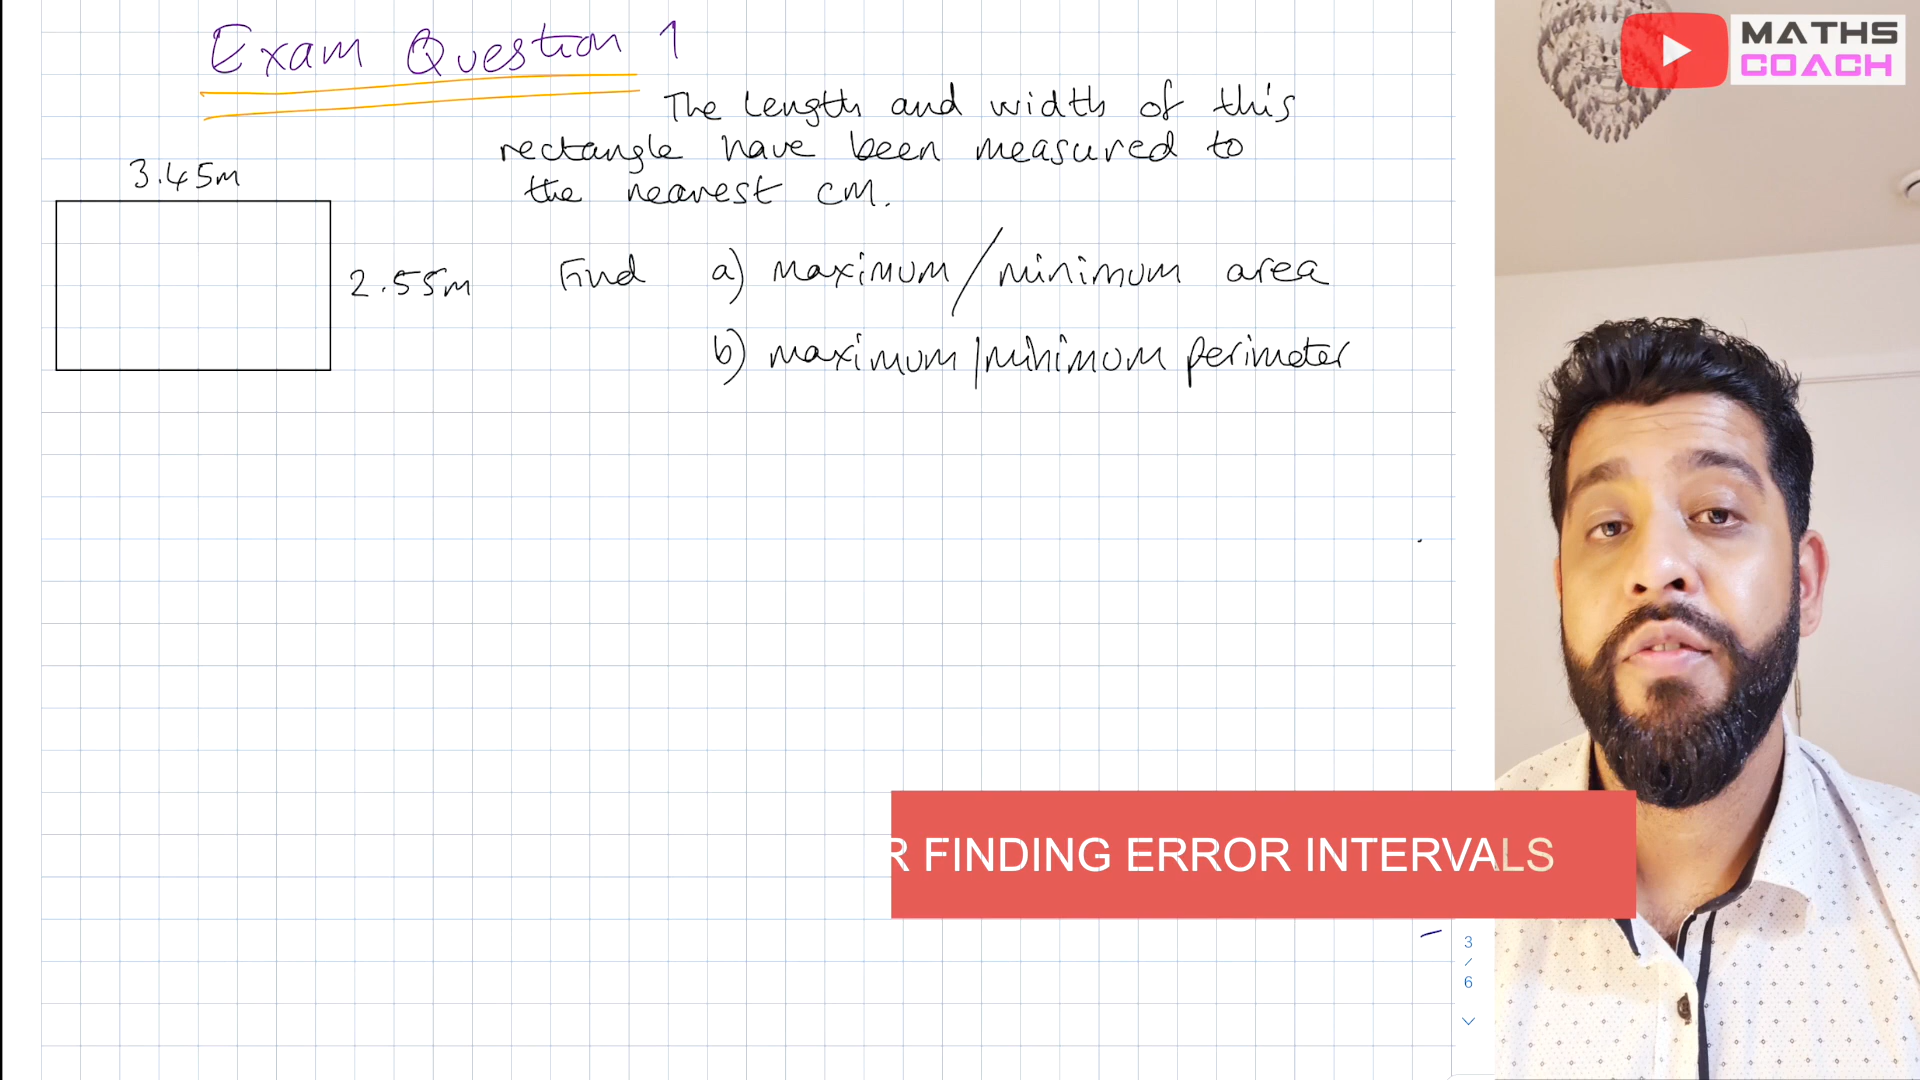 Exam Question 1
The length and width of this
rectangle have been measured to
the nearest cm.
3.45m
2.55m
Find a) maximum/minimum area
b) maximum/minimum perimeter
R FINDING ERROR INTERVALS
MATHS
COACH
3
/
6